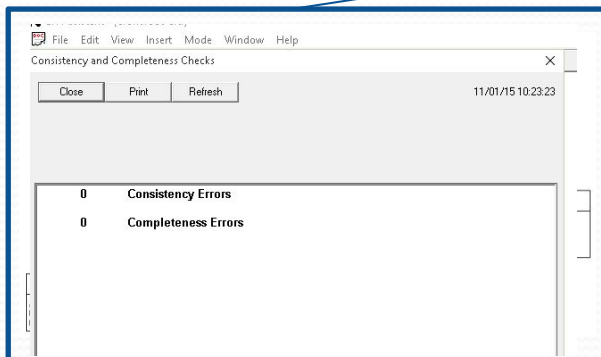 File Edit View Insert Mode Window Help
Consistency and Completeness Checks
Close Print Refresh 11/01/15 10:23:23
0 Consistency Errors
0 Completeness Errors